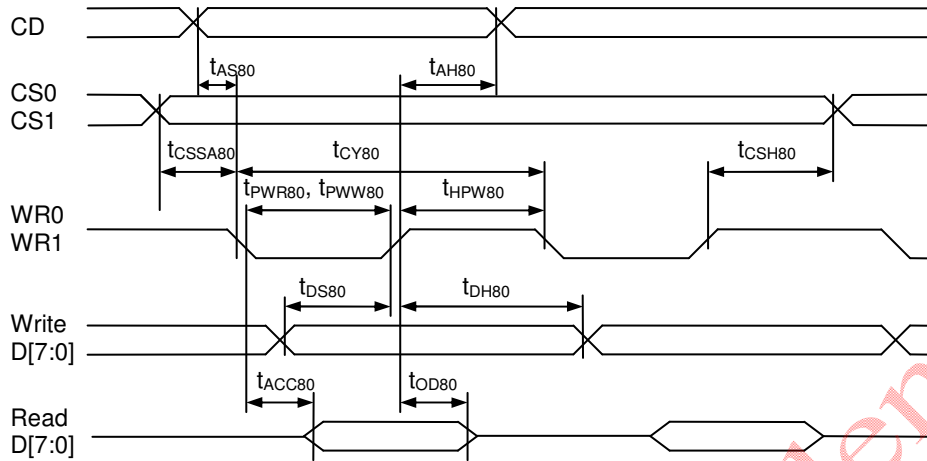 CD
tAS80 tAH80
CS0
CS1
tCSSA80 tCY80 tCSH80
tPWR80, tPWW80 tHPW80
WR0
WR1
tDS80 tDH80
Write
D[7:0]
tACC80 tOD80
Read
D[7:0]